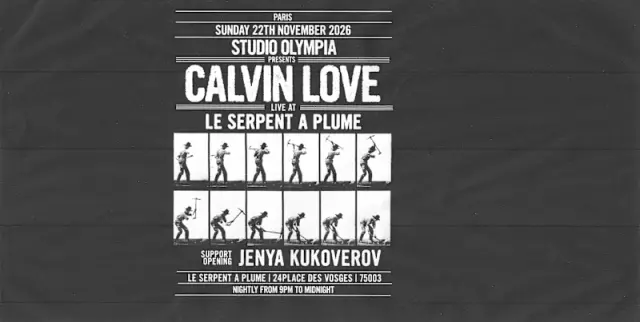 PARIS
SUNDAY 22TH NOVEMBER 2026
STUDIO OLYMPIA
PRESENTS
CALVIN LOVE
LIVE AT
LE SERPENT A PLUME
SUPPORT
OPENING
JENYA KUKOVEROV
LE SERPENT A PLUME | 24PLACE DES VOSGES | 75003
NIGHTLY FROM 9PM TO MIDNIGHT